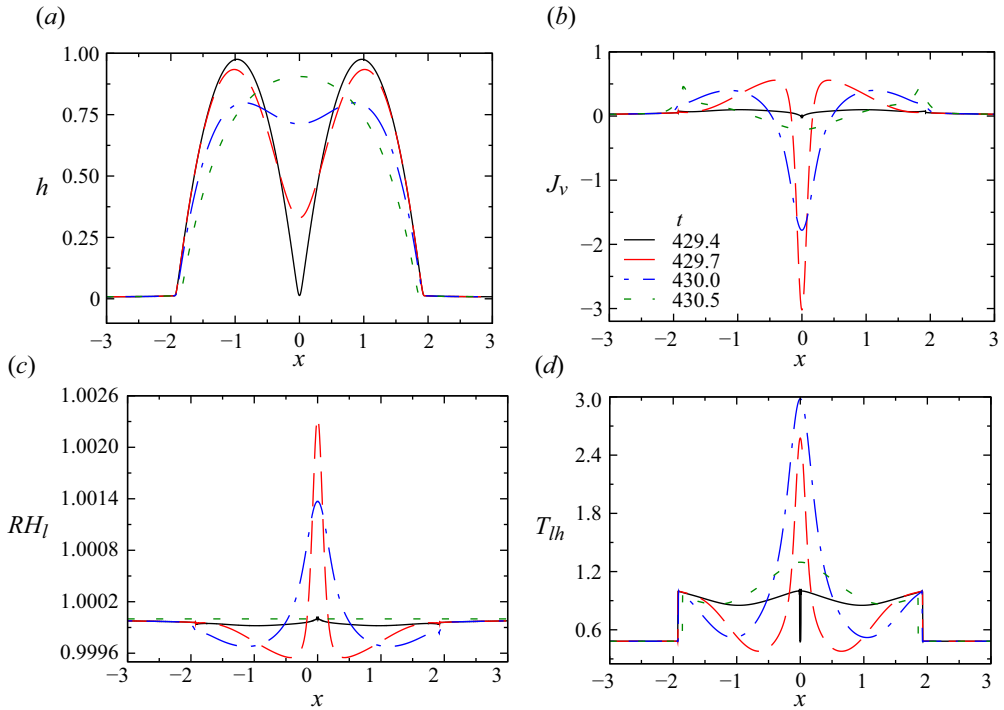 (a)
(b)
1.00
0.75
h
0.50
0.25
0
−3 −2 −1 0 1 2 3
x
1
0
J_v
−1
−2
−3
t
429.4
429.7
430.0
430.5
−3 −2 −1 0 1 2 3
x
(c)
(d)
1.0026
1.0020
1.0014
RH_l
1.0008
1.0002
0.9996
−3 −2 −1 0 1 2 3
x
3.0
2.4
1.8
T_lh
1.2
0.6
−3 −2 −1 0 1 2 3
x